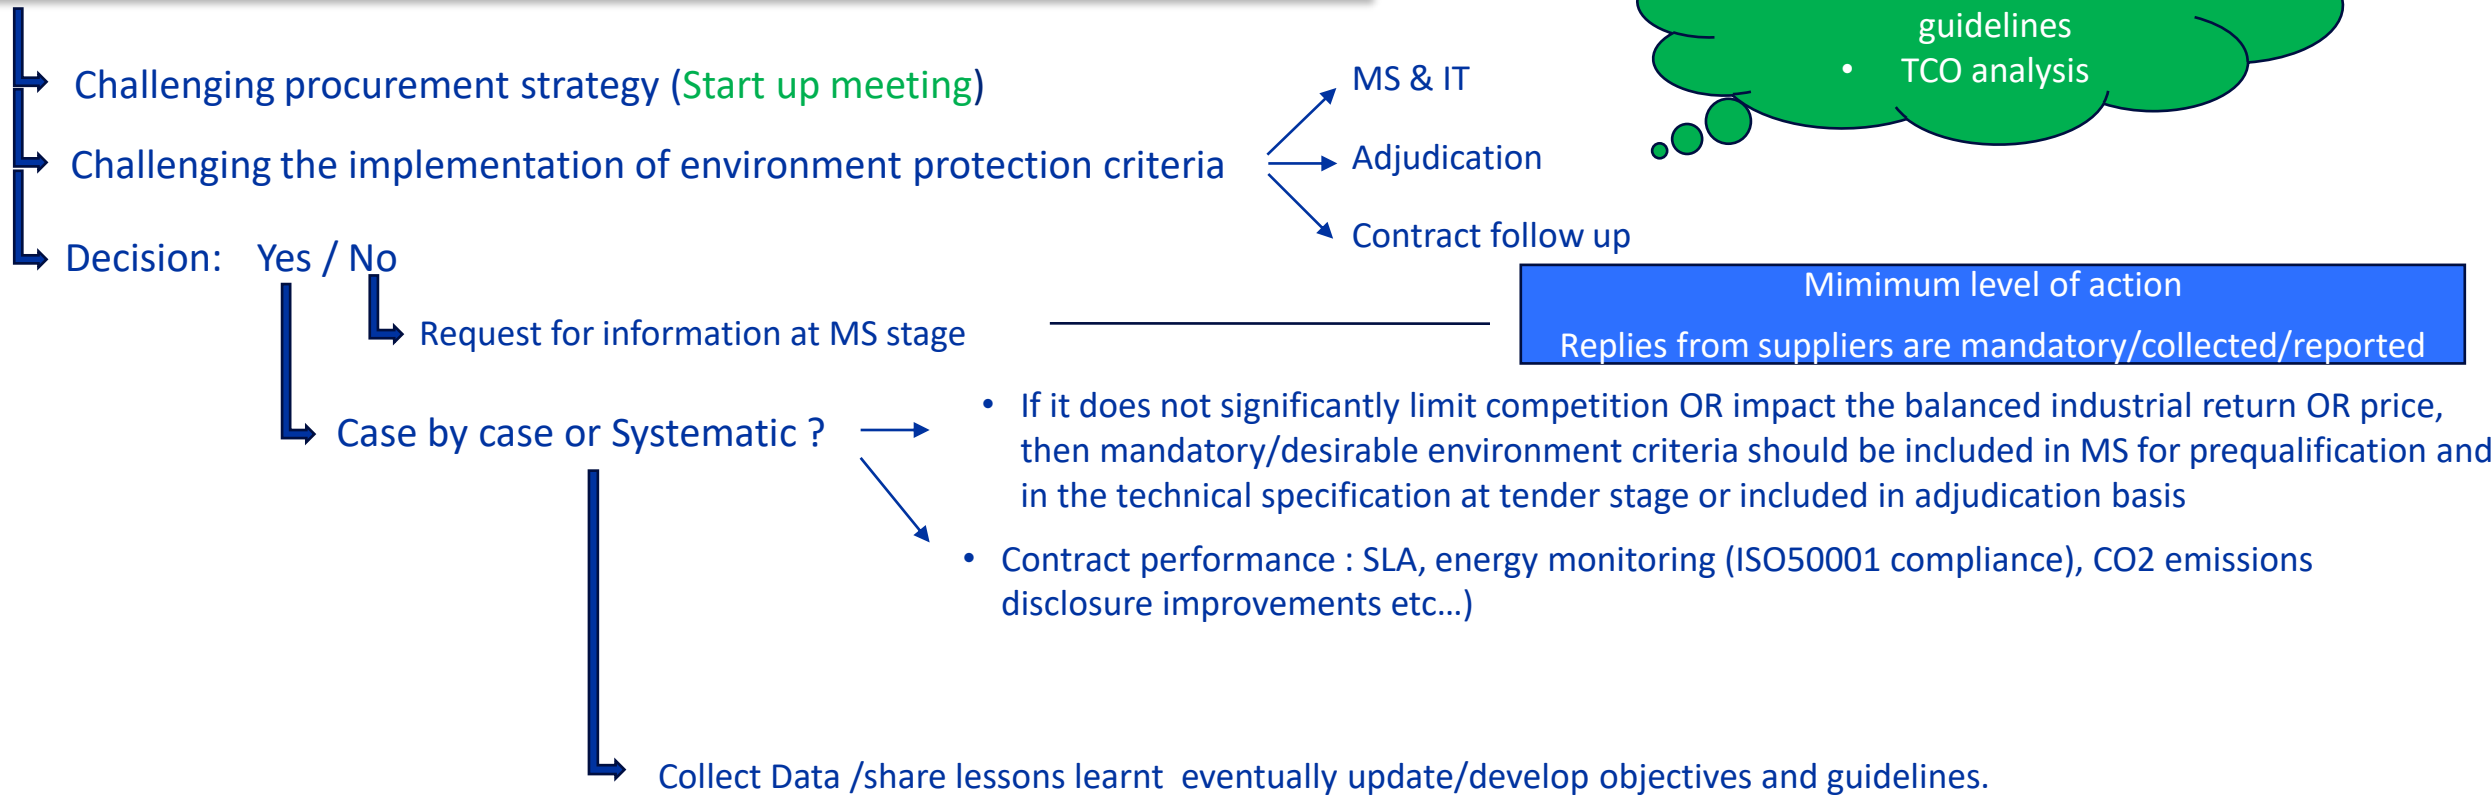 guidelines
• TCO analysis
Challenging procurement strategy (Start up meeting)
MS & IT
Challenging the implementation of environment protection criteria
Adjudication
Contract follow up
Decision: Yes / No
Mimimum level of action
Request for information at MS stage
Replies from suppliers are mandatory/collected/reported
Case by case or Systematic ?
• If it does not significantly limit competition OR impact the balanced industrial return OR price,
then mandatory/desirable environment criteria should be included in MS for prequalification and
in the technical specification at tender stage or included in adjudication basis
• Contract performance : SLA, energy monitoring (ISO50001 compliance), CO2 emissions
disclosure improvements etc…)
Collect Data /share lessons learnt eventually update/develop objectives and guidelines.